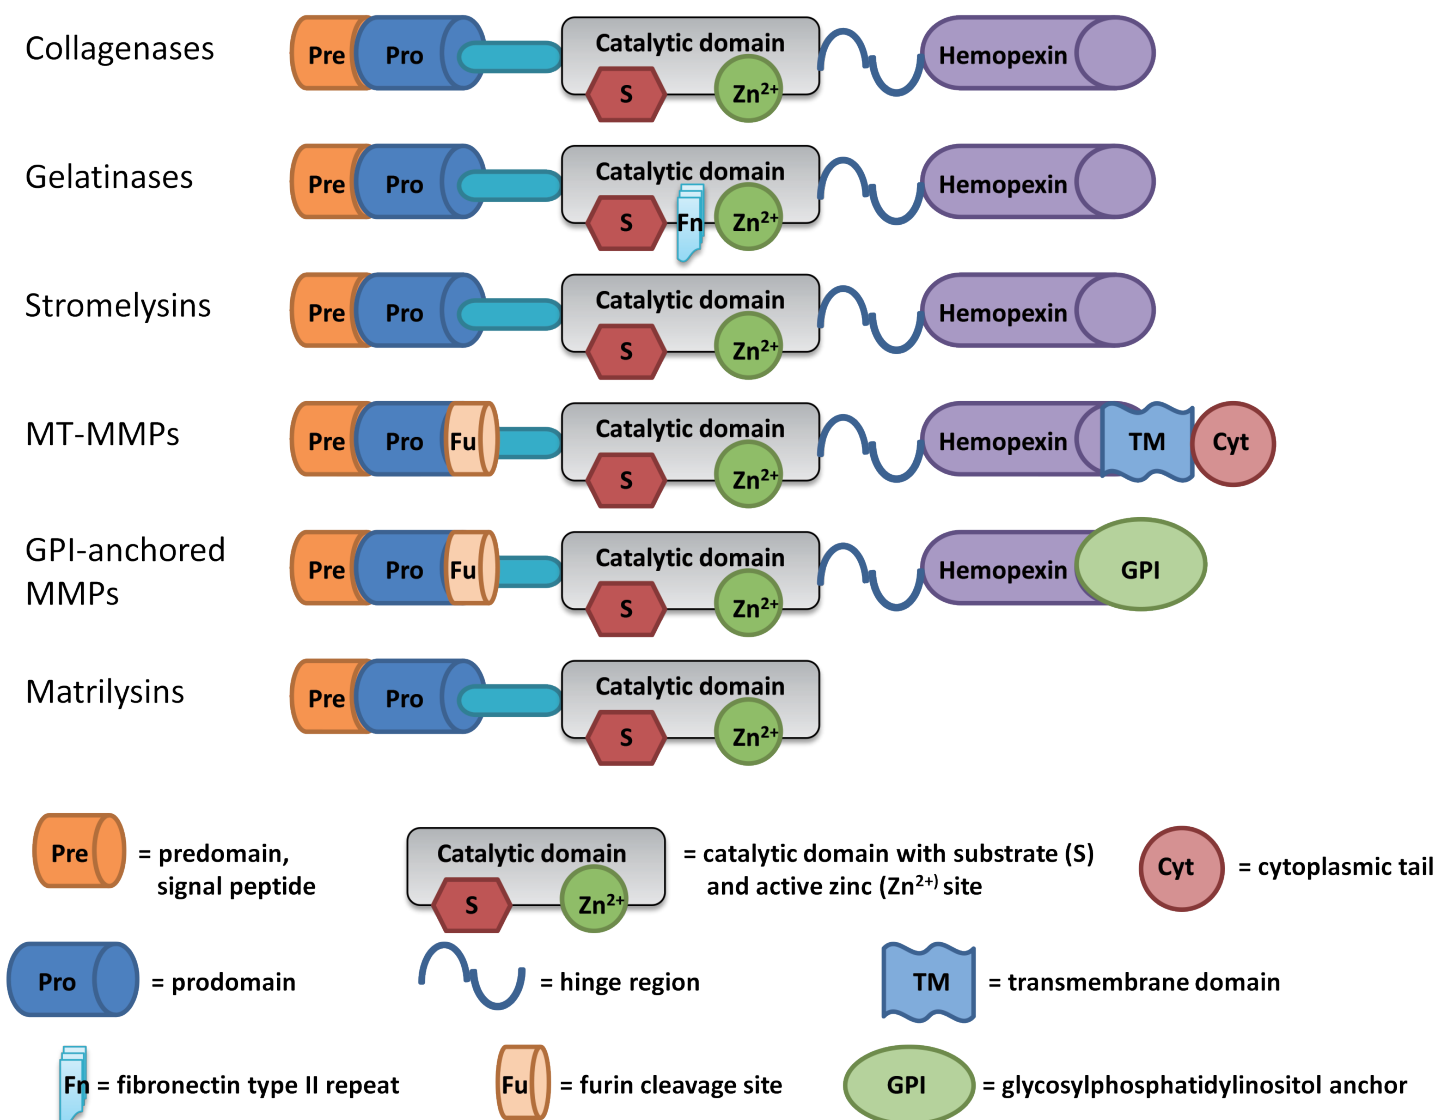 Collagenases
Pre Pro Catalytic domain Hemopexin
S Zn2+
Gelatinases
Pre Pro Catalytic domain Hemopexin
S Fn Zn2+
Stromelysins
Pre Pro Catalytic domain Hemopexin
S Zn2+
MT-MMPs
Pre Pro Fu Catalytic domain Hemopexin TM Cyt
S Zn2+
GPI-anchored
MMPs
Pre Pro Fu Catalytic domain Hemopexin GPI
S Zn2+
Matrilysins
Pre Pro Catalytic domain
S Zn2+
Pre = predomain,
signal peptide
Catalytic domain
S Zn2+
= catalytic domain with substrate (S)
and active zinc (Zn2+) site
Cyt = cytoplasmic tail
Pro = prodomain
= hinge region
TM = transmembrane domain
Fn = fibronectin type II repeat
Fu = furin cleavage site
GPI = glycosylphosphatidylinositol anchor